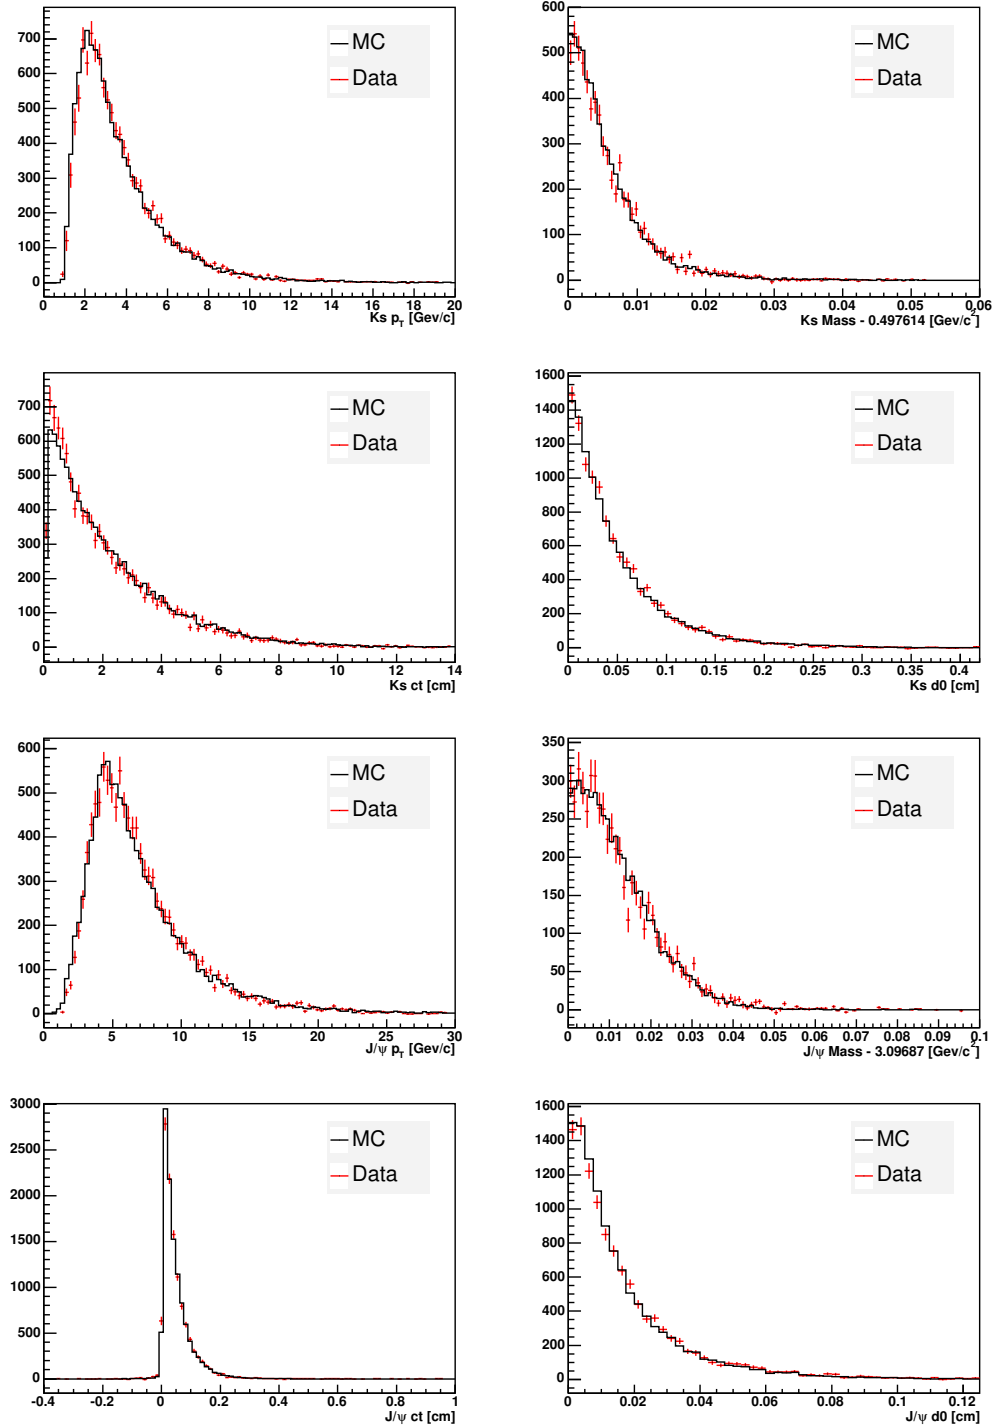 700
600
500
400
300
200
100
0
MC
Data
0 2 4 6 8 10 12 14 16 18 20
Ks p_T [Gev/c]
600
500
400
300
200
100
0
MC
Data
0 0.01 0.02 0.03 0.04 0.05 0.06
Ks Mass - 0.497614 [Gev/c²]
700
600
500
400
300
200
100
0
MC
Data
0 2 4 6 8 10 12 14
Ks ct [cm]
1600
1400
1200
1000
800
600
400
200
0
MC
Data
0 0.05 0.1 0.15 0.2 0.25 0.3 0.35 0.4
Ks d0 [cm]
600
500
400
300
200
100
0
MC
Data
0 5 10 15 20 25 30
J/ψ p_T [Gev/c]
350
300
250
200
150
100
50
0
MC
Data
0 0.01 0.02 0.03 0.04 0.05 0.06 0.07 0.08 0.09 0.1
J/ψ Mass - 3.09687 [Gev/c²]
3000
2500
2000
1500
1000
500
0
MC
Data
-0.4 -0.2 0 0.2 0.4 0.6 0.8 1
J/ψ ct [cm]
1600
1400
1200
1000
800
600
400
200
0
MC
Data
0 0.02 0.04 0.06 0.08 0.1 0.12
J/ψ d0 [cm]